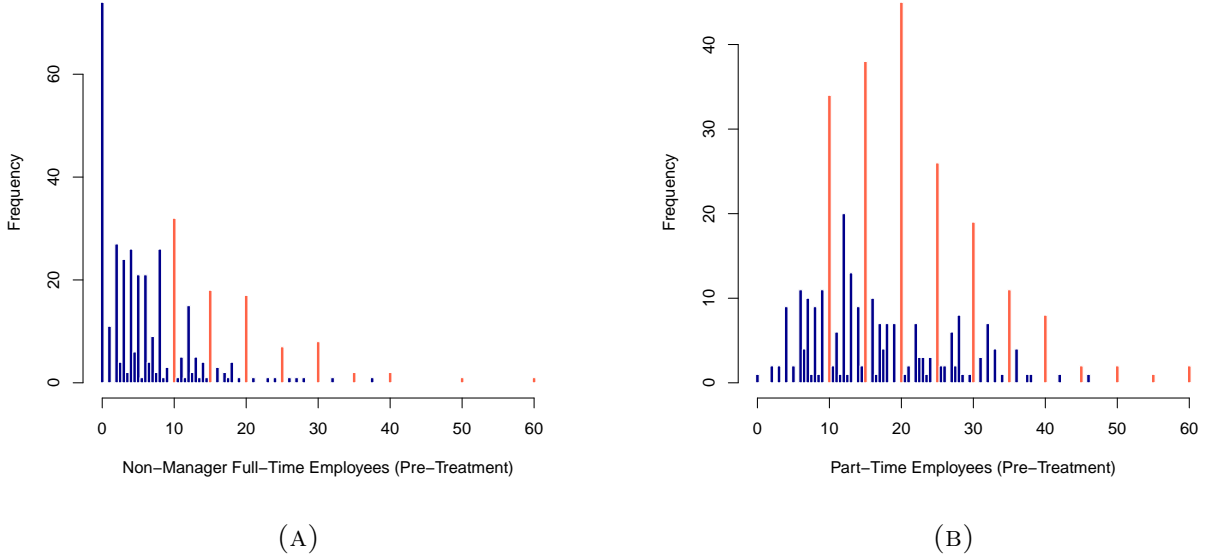 Frequency
0 20 40 60
0 10 20 30 40 50 60
Non−Manager Full−Time Employees (Pre−Treatment)
(A)
Frequency
0 10 20 30 40
0 10 20 30 40 50 60
Part−Time Employees (Pre−Treatment)
(B)